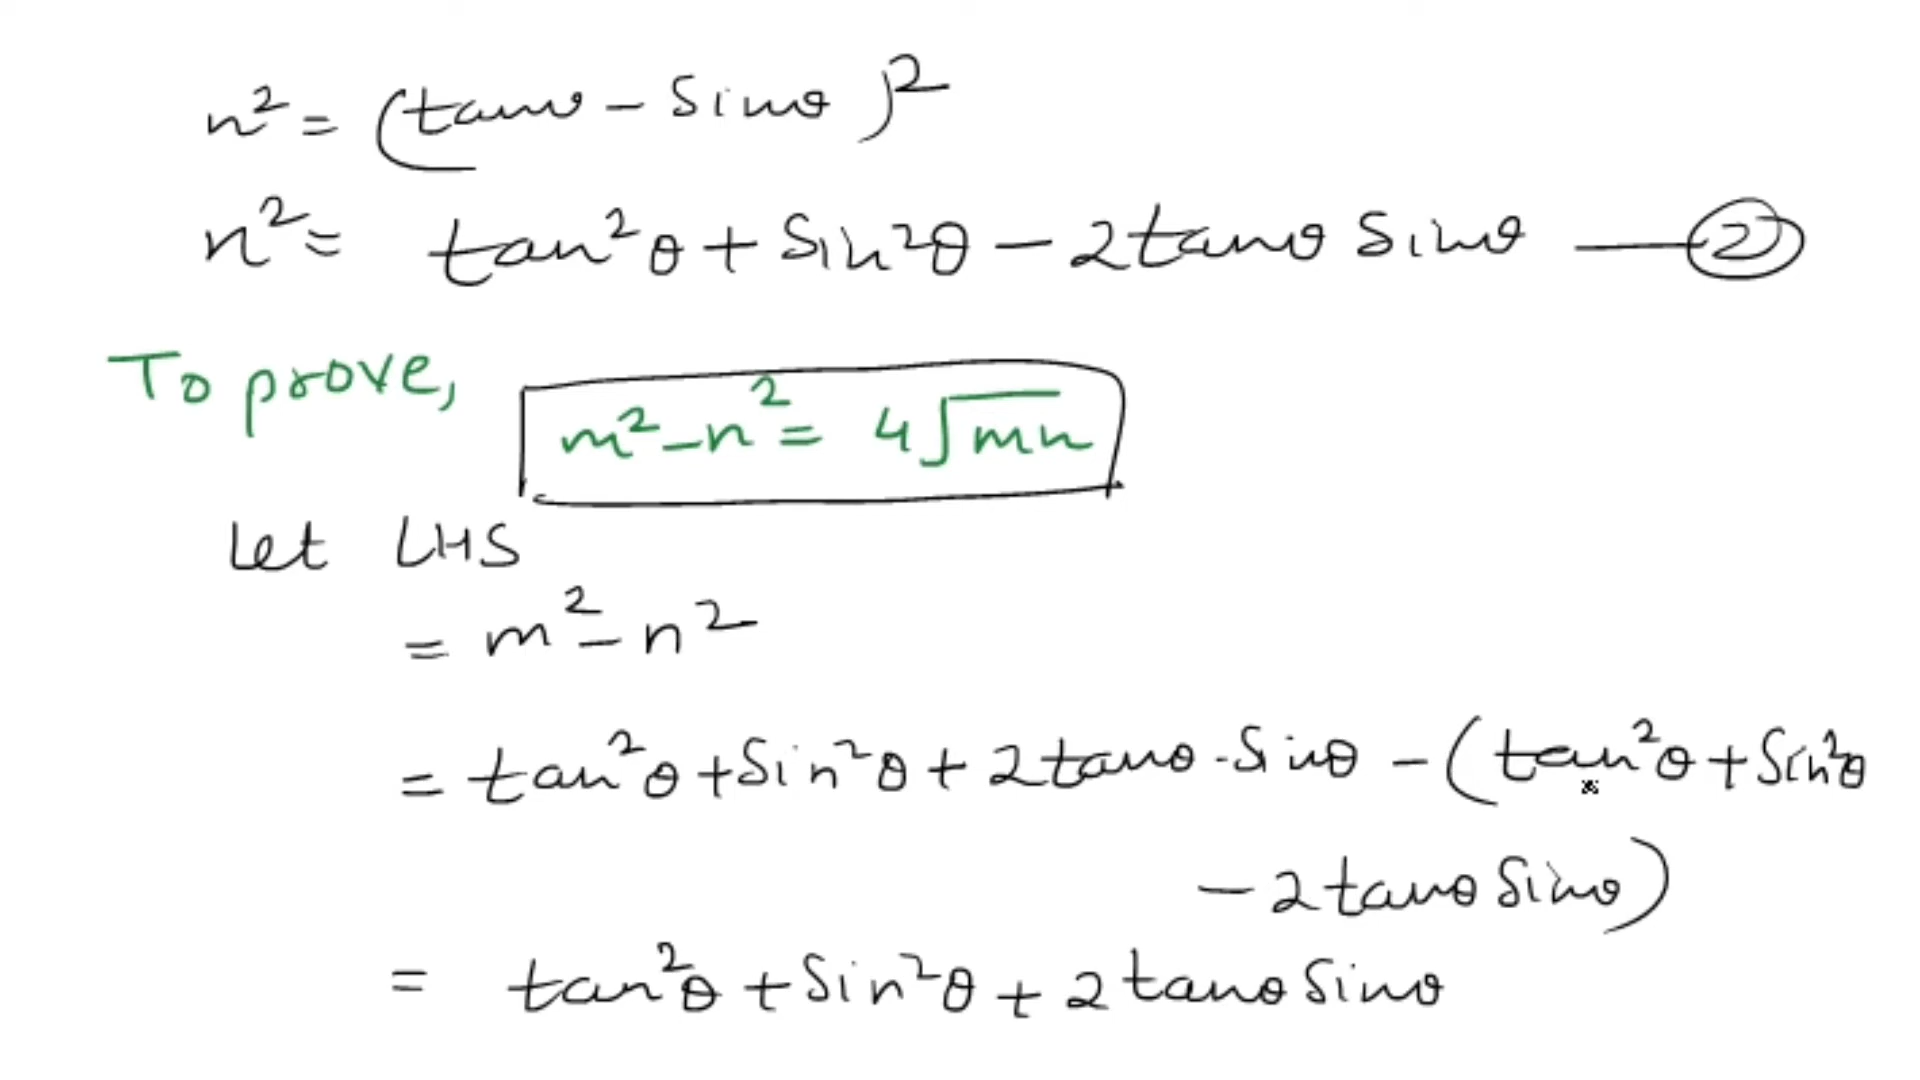 n² = (tanθ - Sinθ)²
n² = tan²θ + Sin²θ - 2tanθ Sinθ —②
To prove, m² - n² = 4√mn
Let LHS
= m² - n²
= tan²θ + Sin²θ + 2tanθ·Sinθ - (tan²θ + Sin²θ
- 2tanθ Sinθ)
= tan²θ + Sin²θ + 2tanθ Sinθ